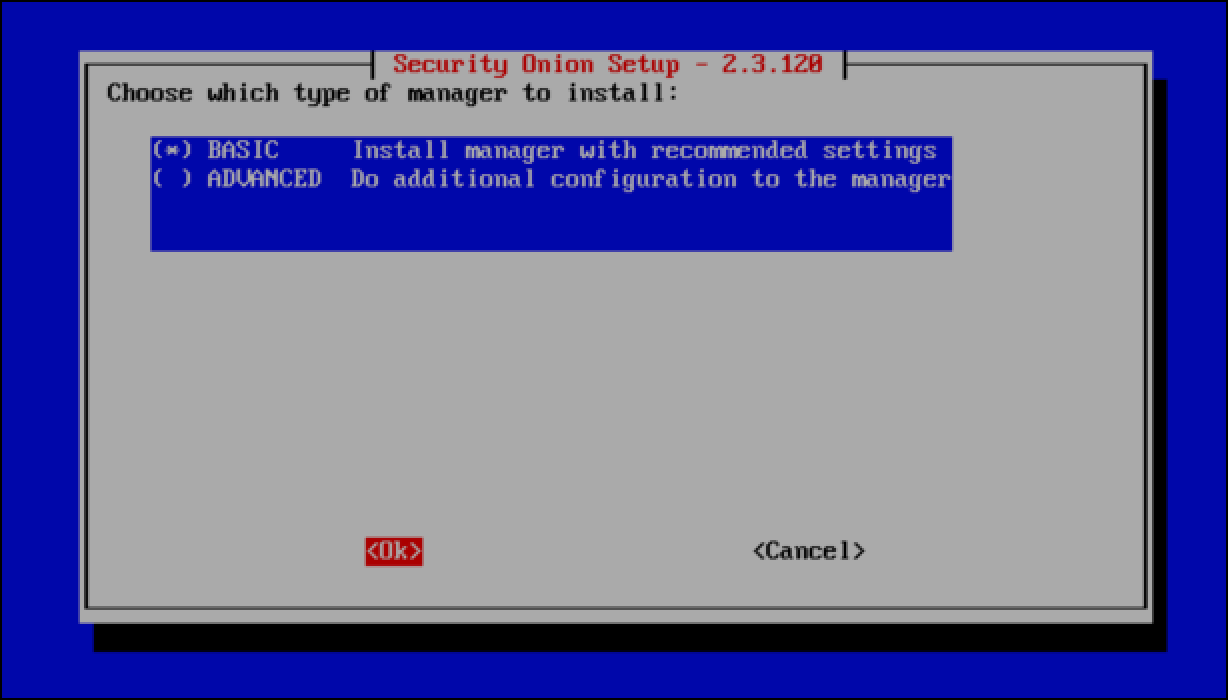 Security Onion Setup - 2.3.120
Choose which type of manager to install:
(*) BASIC     Install manager with recommended settings
( ) ADVANCED  Do additional configuration to the manager
<Ok>                       <Cancel>